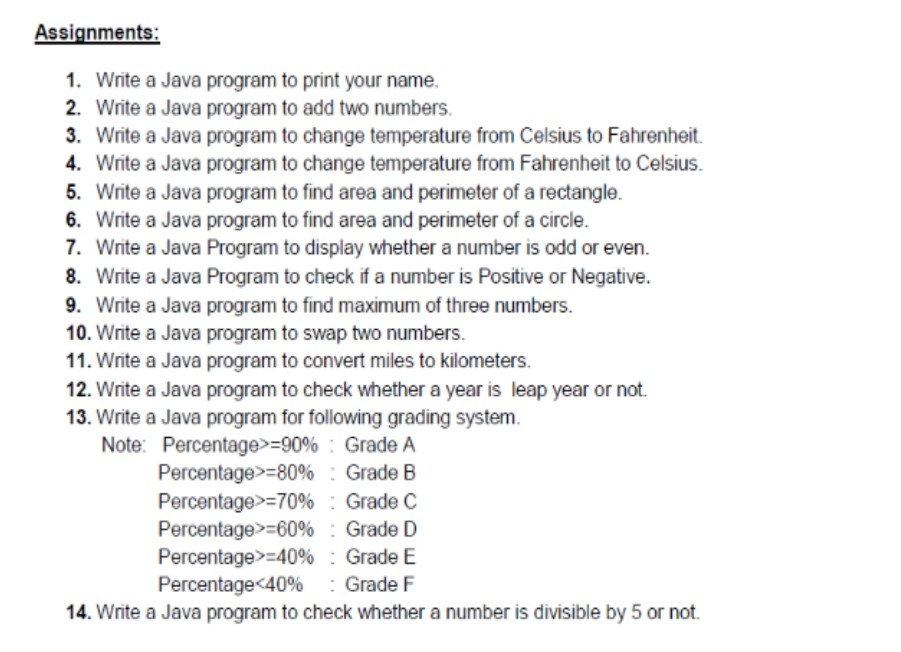 Assignments:
1. Write a Java program to print your name.
2. Write a Java program to add two numbers.
3. Write a Java program to change temperature from Celsius to Fahrenheit.
4. Write a Java program to change temperature from Fahrenheit to Celsius.
5. Write a Java program to find area and perimeter of a rectangle.
6. Write a Java program to find area and perimeter of a circle.
7. Write a Java Program to display whether a number is odd or even.
8. Write a Java Program to check if a number is Positive or Negative.
9. Write a Java program to find maximum of three numbers.
10. Write a Java program to swap two numbers.
11. Write a Java program to convert miles to kilometers.
12. Write a Java program to check whether a year is leap year or not.
13. Write a Java program for following grading system.
Note: Percentage>=90% : Grade A
Percentage>=80% : Grade B
Percentage>=70% : Grade C
Percentage>=60% : Grade D
Percentage>=40% : Grade E
Percentage<40% : Grade F
14. Write a Java program to check whether a number is divisible by 5 or not.